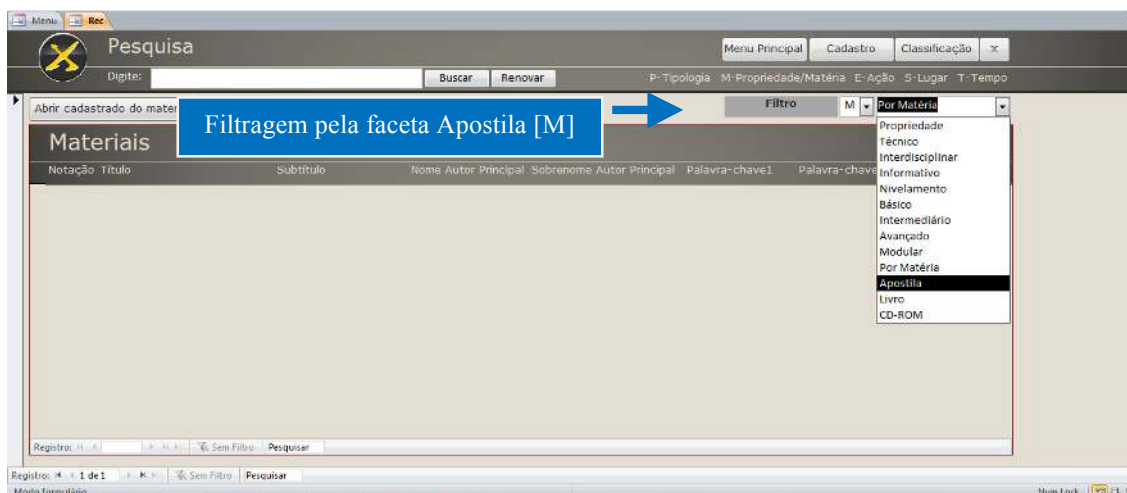 Menu Rec
Pesquisa
Menu Principal Cadastro Classificação x
Digite: Buscar Renovar P-Tipologia M-Propriedade/Matéria E-Ação S-Lugar T-Tempo
Abrir cadastrado do mater
Filtragem pela faceta Apostila [M]
Filtro M Por Matéria
Materiais
Notação Título Subtítulo Nome Autor Principal Sobrenome Autor Principal Palavra-chave1 Palavra-chave
Propriedade
Técnico
Interdisciplinar
Informativo
Nivelamento
Básico
Intermediário
Avançado
Modular
Por Matéria
Apostila
Livro
CD-ROM
Registro: Sem Filtro Pesquisar
Registro: 1 de 1 Sem Filtro Pesquisar
Modo Formulário Num Lock